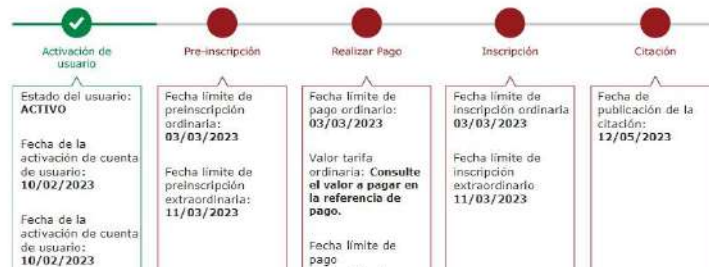 Activación de
usuario
Pre-inscripción
Realizar Pago
Inscripción
Citación
Estado del usuario:
ACTIVO
Fecha de la
activación de cuenta
de usuario:
10/02/2023
Fecha de la
activación de cuenta
de usuario:
10/02/2023
Fecha límite de
preinscripción
ordinaria:
03/03/2023
Fecha límite de
preinscripción
extraordinaria:
11/03/2023
Fecha límite de
pago ordinario:
03/03/2023
Valor tarifa
ordinaria: Consulte
el valor a pagar en
la referencia de
pago.
Fecha límite de
pago
Fecha límite de
inscripción ordinaria
03/03/2023
Fecha límite de
inscripción
extraordinario
11/03/2023
Fecha de
publicación de la
citación:
12/05/2023